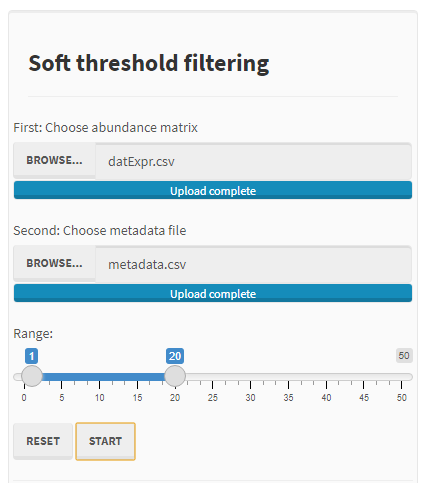 Soft threshold filtering
First: Choose abundance matrix
BROWSE... datExpr.csv
Upload complete
Second: Choose metadata file
BROWSE... metadata.csv
Upload complete
Range:
1 20 50
0 5 10 15 20 25 30 35 40 45 50
RESET START